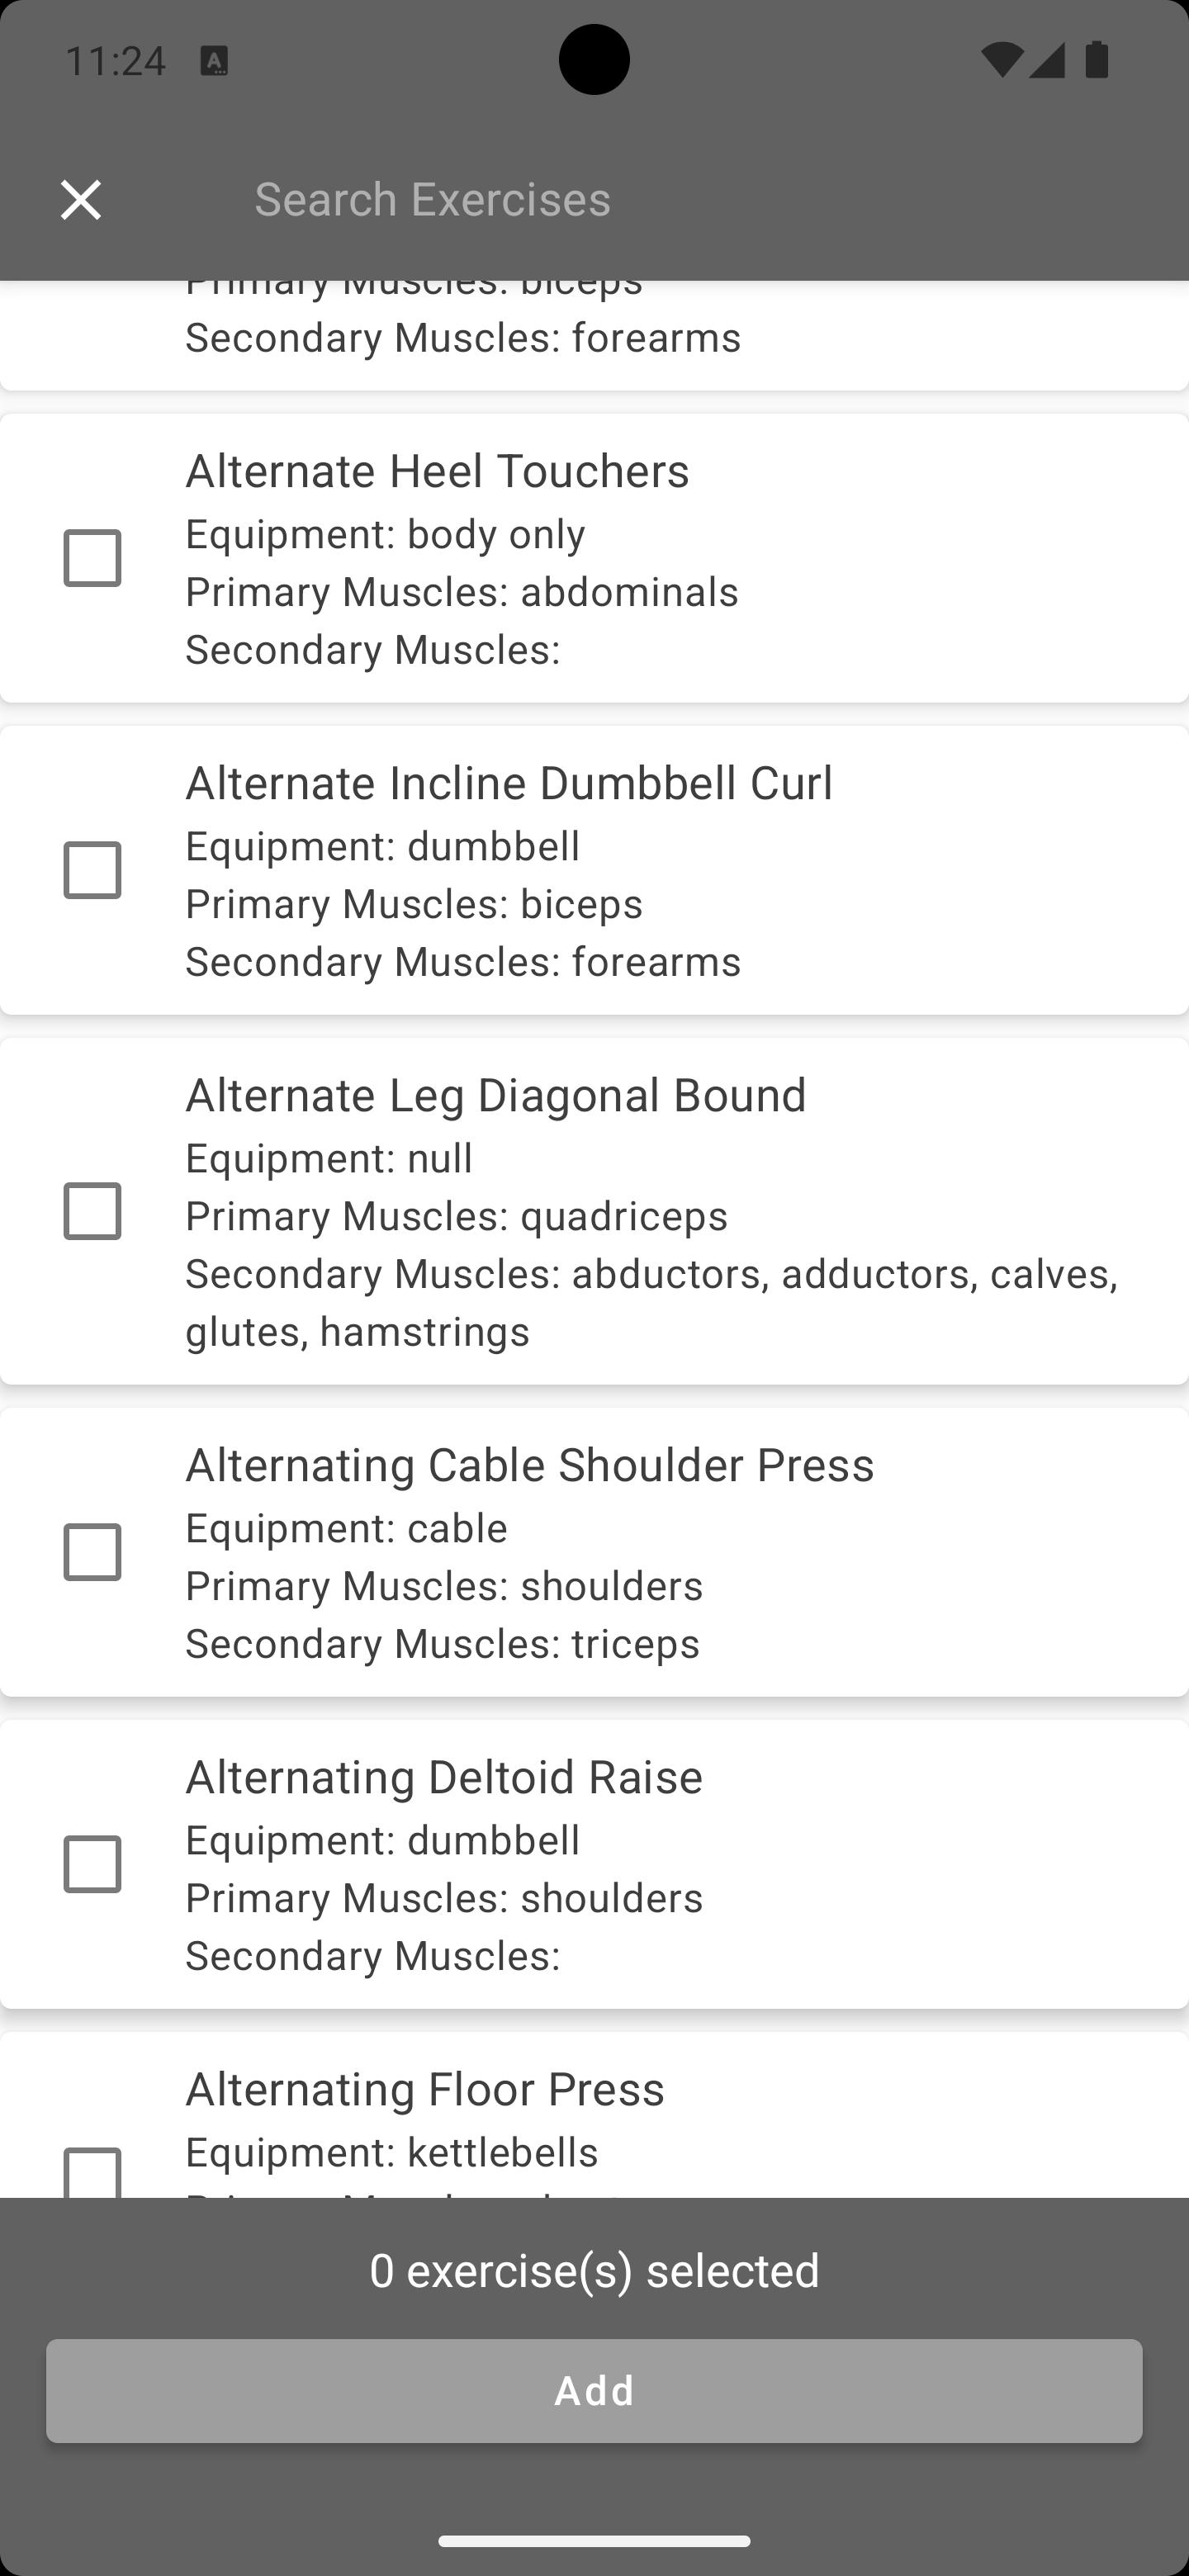 11:24
Search Exercises
Primary Muscles: biceps
Secondary Muscles: forearms
Alternate Heel Touchers
Equipment: body only
Primary Muscles: abdominals
Secondary Muscles:
Alternate Incline Dumbbell Curl
Equipment: dumbbell
Primary Muscles: biceps
Secondary Muscles: forearms
Alternate Leg Diagonal Bound
Equipment: null
Primary Muscles: quadriceps
Secondary Muscles: abductors, adductors, calves,
glutes, hamstrings
Alternating Cable Shoulder Press
Equipment: cable
Primary Muscles: shoulders
Secondary Muscles: triceps
Alternating Deltoid Raise
Equipment: dumbbell
Primary Muscles: shoulders
Secondary Muscles:
Alternating Floor Press
Equipment: kettlebells
0 exercise(s) selected
Add